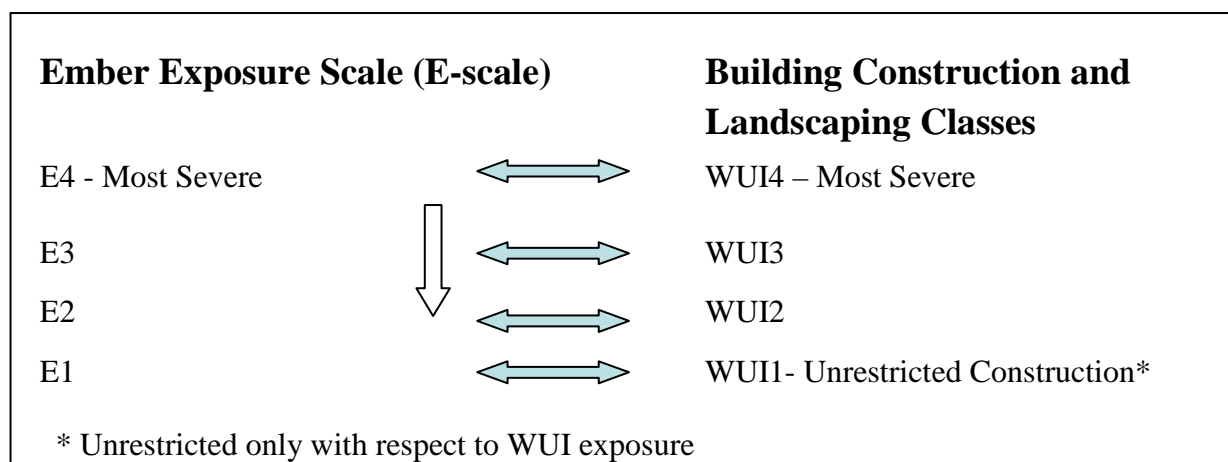 Ember Exposure Scale (E-scale)
Building Construction and
Landscaping Classes
E4 - Most Severe
WUI4 – Most Severe
E3
WUI3
E2
WUI2
E1
WUI1- Unrestricted Construction*
* Unrestricted only with respect to WUI exposure